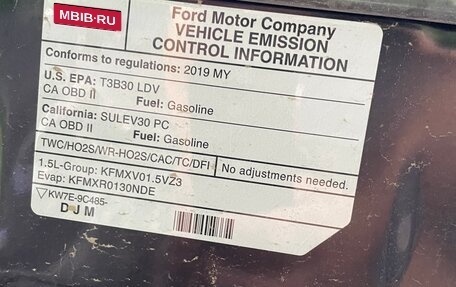 MBIB.RU
Ford Motor Company
VEHICLE EMISSION
CONTROL INFORMATION
Conforms to regulations: 2019 MY
U.S. EPA: T3B30 LDV
CA OBD II Fuel: Gasoline
California: SULEV30 PC
CA OBD II Fuel: Gasoline
TWC/HO2S/WR-HO2S/CAC/TC/DFI No adjustments needed.
1.5L-Group: KFMXV01.5VZ3
Evap: KFMXR0130NDE
KW7E-9C485-
DJM